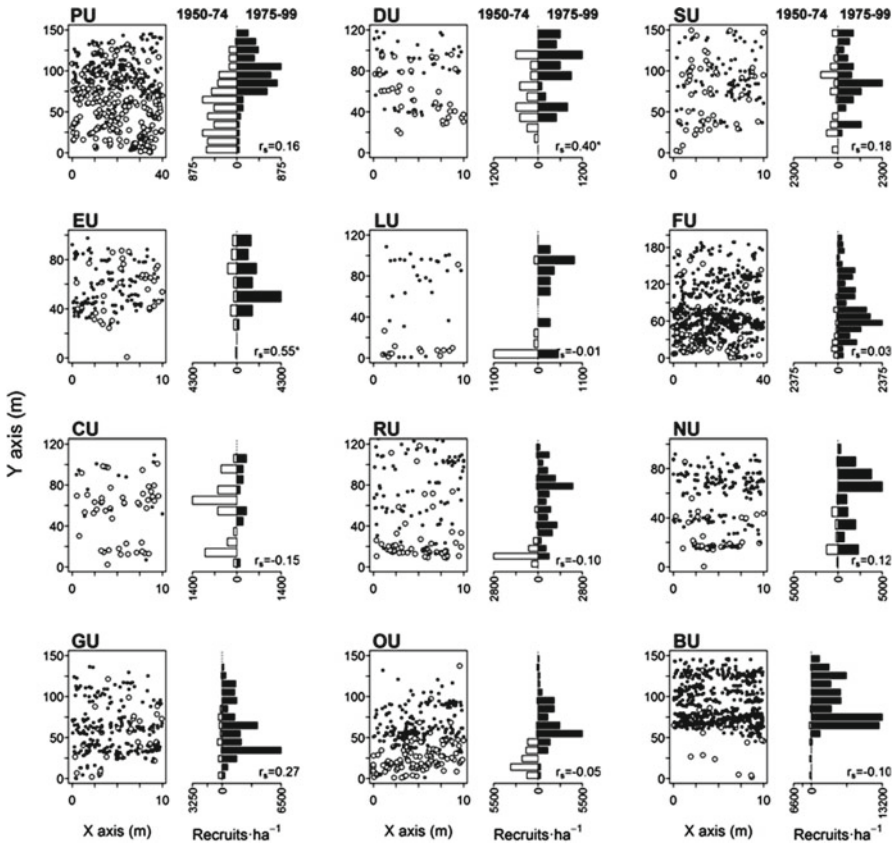 PU 1950-74 1975-99 DU 1950-74 1975-99 SU 1950-74 1975-99
150 120 150
100 80 100
50 40 50
0 0 0
rs=0.16 rs=0.40* rs=0.18
0 40 875 0 875 0 10 1200 0 1200 0 10 2300 0 2300
EU LU FU
80 120 180
80 120
40 40 60
0 0 0
rs=0.55* rs=-0.01 rs=0.03
0 10 4300 0 4300 0 10 1100 0 1100 0 40 2375 0 2375
Y axis (m)
CU RU NU
120 120
80 80 80
40 40 40
0 0 0
rs=-0.15 rs=-0.10 rs=0.12
0 10 1400 0 1400 0 10 2800 0 2800 0 10 5000 0 5000
GU OU BU
150 150 150
100 100 100
50 50 50
0 0 0
rs=0.27 rs=-0.05 rs=-0.10
0 10 3250 0 6500 0 10 5500 0 5500 0 10 6600 0 13000
X axis (m) Recruits·ha⁻¹ X axis (m) Recruits·ha⁻¹ X axis (m) Recruits·ha⁻¹